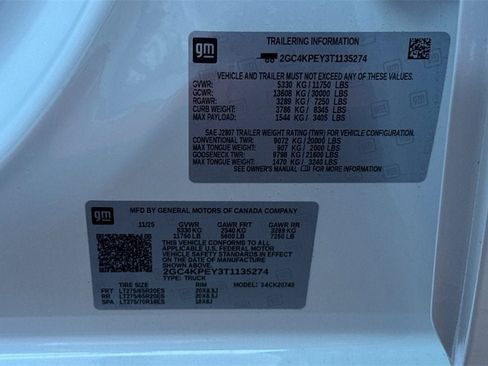 gm
TRAILERING INFORMATION
2GC4KPEY3T1135274
VEHICLE AND TRAILER MUST NOT EXCEED ANY OF THESE WEIGHTS
GVWR: 5330 KG / 11750 LBS
GCWR: 13608 KG / 30000 LBS
RGAWR: 3289 KG / 7250 LBS
CURB WEIGHT: 3786 KG / 8345 LBS
MAX PAYLOAD: 1544 KG / 3405 LBS
SAE J2807 TRAILER WEIGHT RATING (TWR) FOR VEHICLE CONFIGURATION.
CONVENTIONAL TWR: 9072 KG / 20000 LBS
MAX TONGUE WEIGHT: 907 KG / 2000 LBS
GOOSENECK TWR: 9798 KG / 21600 LBS
MAX TONGUE WEIGHT: 1470 KG / 3240 LBS
SEE OWNER'S MANUAL FOR MORE INFORMATION
gm
MFD BY GENERAL MOTORS OF CANADA COMPANY
11/25 GVWR GAWR FRT GAWR RR
5330 KG 2540 KG 3289 KG
11750 LB 5600 LB 7250 LB
THIS VEHICLE CONFORMS TO ALL
APPLICABLE U.S. FEDERAL MOTOR
VEHICLE SAFETY STANDARDS IN
EFFECT ON THE DATE OF
MANUFACTURE SHOWN ABOVE.
2GC4KPEY3T1135274
TYPE: TRUCK
TIRE SIZE RIM MODEL:
FRT LT275/65R20ES 20X8.5J
RR LT275/65R20ES 20X8.5J
SPA LT275/70R18ES 18X8J